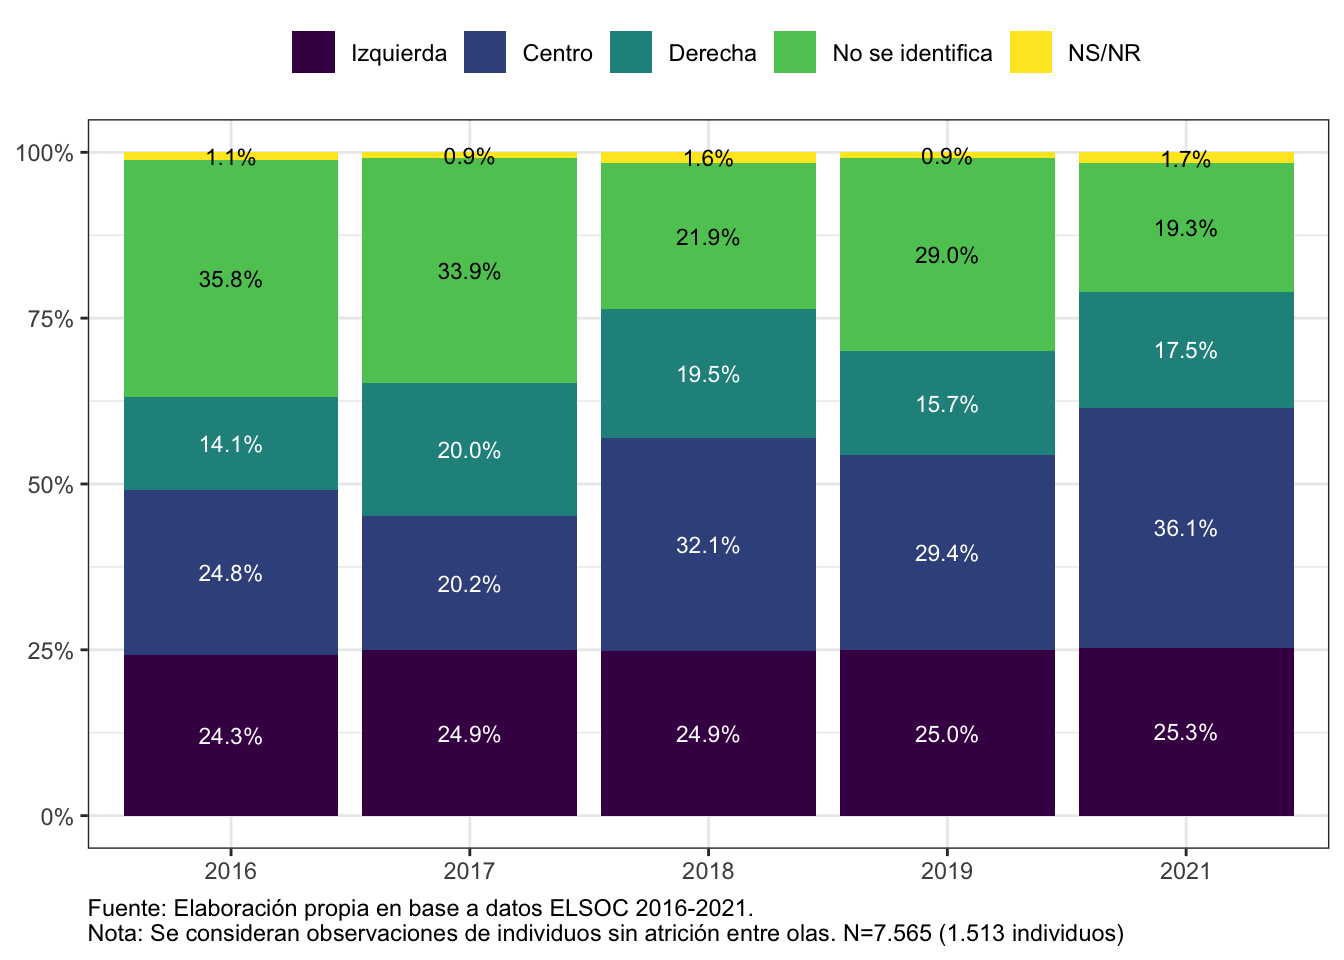 Izquierda Centro Derecha No se identifica NS/NR
100%
75%
50%
25%
0%
1.1% 0.9% 1.6% 0.9% 1.7%
35.8% 33.9% 21.9% 29.0% 19.3%
14.1% 20.0% 19.5% 15.7% 17.5%
24.8% 20.2% 32.1% 29.4% 36.1%
24.3% 24.9% 24.9% 25.0% 25.3%
2016 2017 2018 2019 2021
Fuente: Elaboración propia en base a datos ELSOC 2016-2021.
Nota: Se consideran observaciones de individuos sin atrición entre olas. N=7.565 (1.513 individuos)